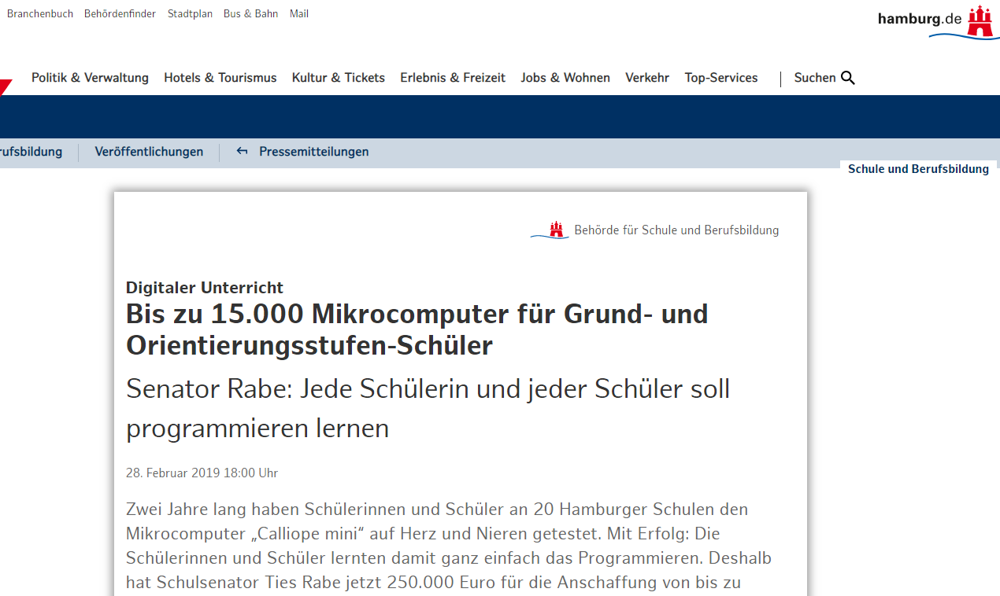 Branchenbuch Behördenfinder Stadtplan Bus & Bahn Mail
hamburg.de
Politik & Verwaltung Hotels & Tourismus Kultur & Tickets Erlebnis & Freizeit Jobs & Wohnen Verkehr Top-Services Suchen
rufsbildung Veröffentlichungen Pressemitteilungen
Schule und Berufsbildung
Behörde für Schule und Berufsbildung
Digitaler Unterricht
Bis zu 15.000 Mikrocomputer für Grund- und
Orientierungsstufen-Schüler
Senator Rabe: Jede Schülerin und jeder Schüler soll
programmieren lernen
28. Februar 2019 18:00 Uhr
Zwei Jahre lang haben Schülerinnen und Schüler an 20 Hamburger Schulen den
Mikrocomputer „Calliope mini“ auf Herz und Nieren getestet. Mit Erfolg: Die
Schülerinnen und Schüler lernten damit ganz einfach das Programmieren. Deshalb
hat Schulsenator Ties Rabe jetzt 250.000 Euro für die Anschaffung von bis zu